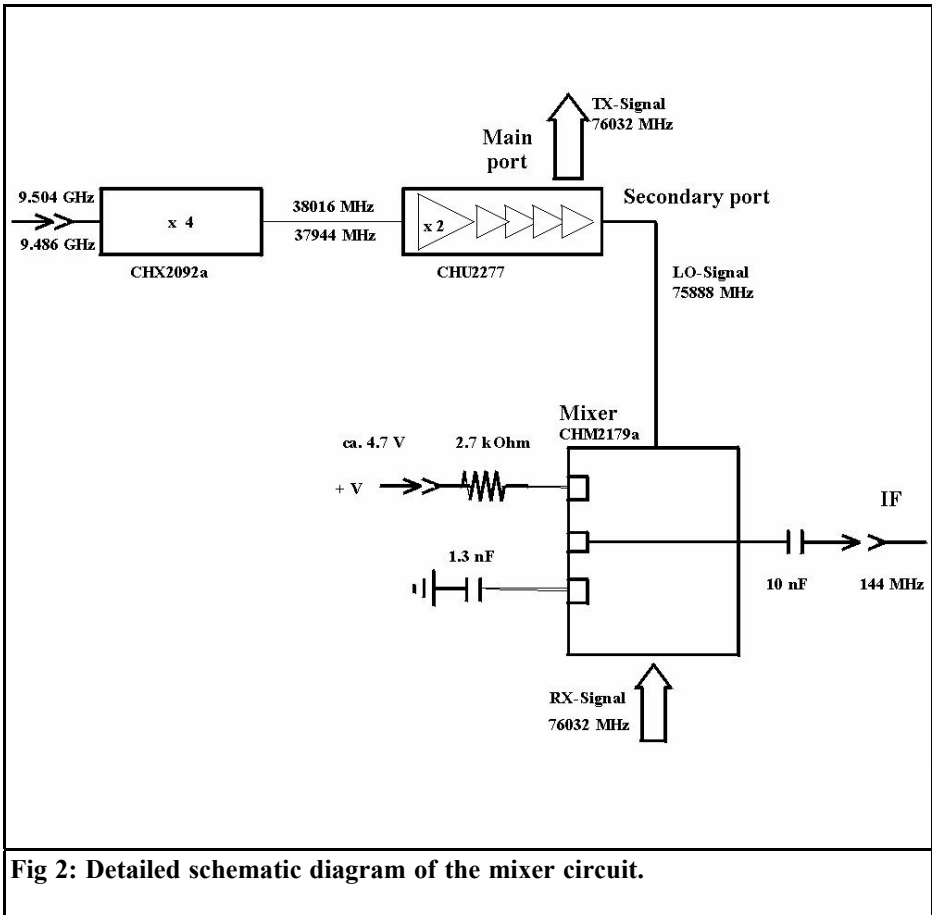 TX-Signal
76032 MHz
Main
port
9.504 GHz
9.486 GHz
x 4
CHX2092a
38016 MHz
37944 MHz
x 2
CHU2277
Secondary port
LO-Signal
75888 MHz
Mixer
CHM2179a
ca. 4.7 V
2.7 k Ohm
+ V
1.3 nF
IF
10 nF
144 MHz
RX-Signal
76032 MHz
Fig 2: Detailed schematic diagram of the mixer circuit.